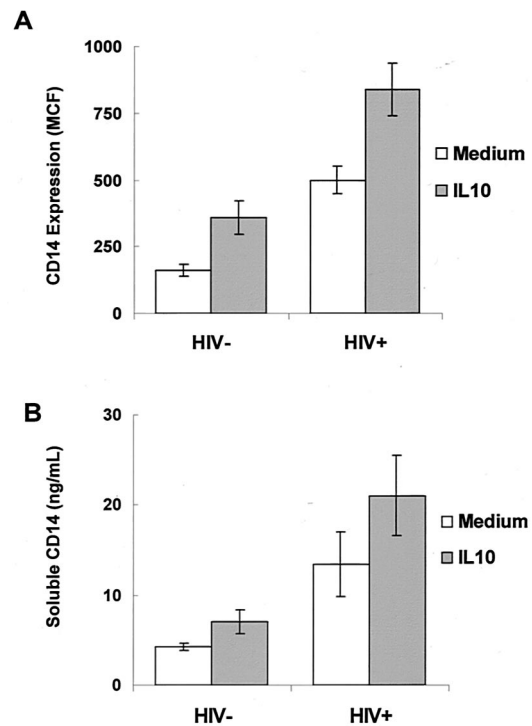 A
CD14 Expression (MCF)
1000
750
500
250
0
Medium
IL10
HIV-
HIV+
B
Soluble CD14 (ng/mL)
30
20
10
0
Medium
IL10
HIV-
HIV+